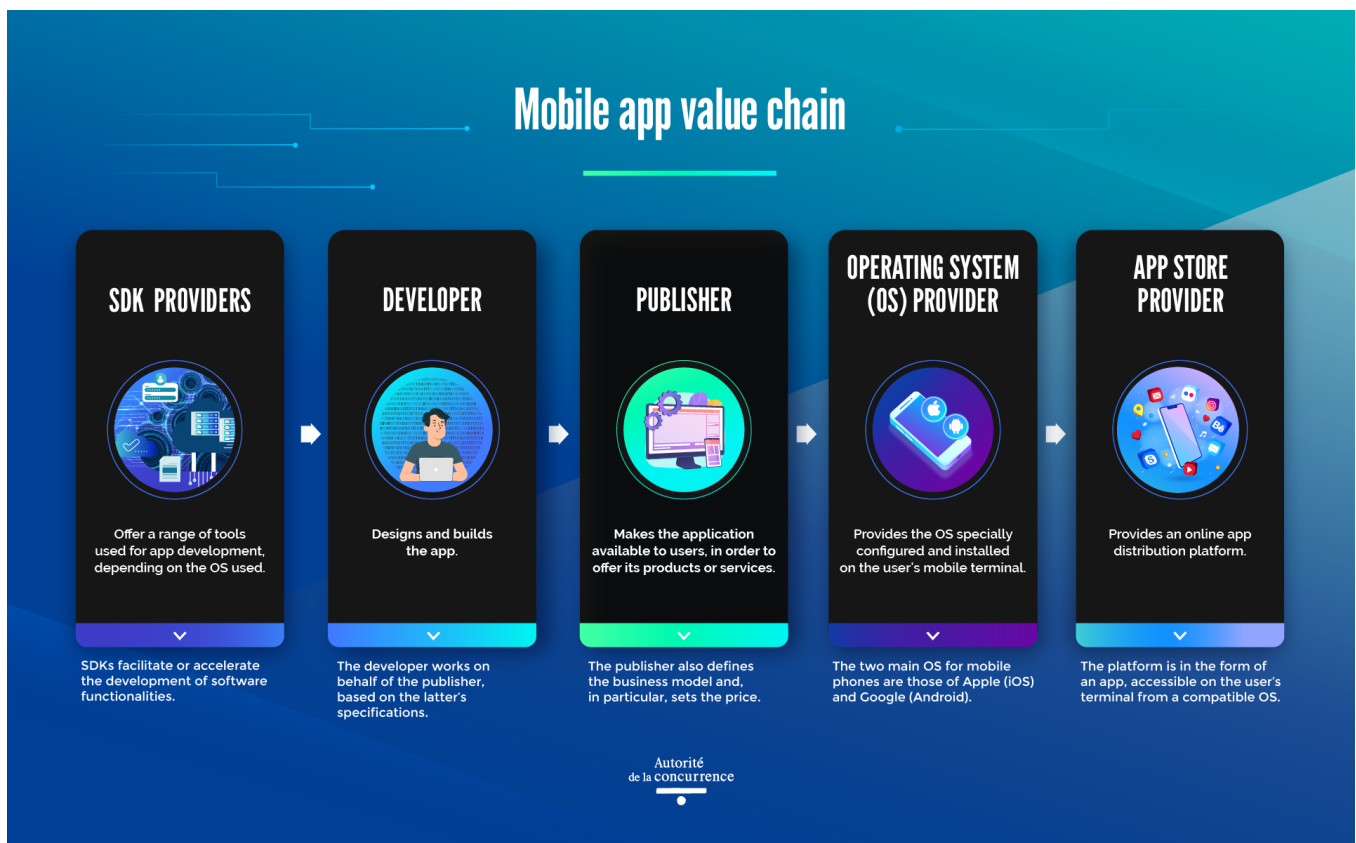 Mobile app value chain
SDK PROVIDERS
Offer a range of tools
used for app development,
depending on the OS used.
SDKs facilitate or accelerate
the development of software
functionalities.
DEVELOPER
Designs and builds
the app.
The developer works on
behalf of the publisher,
based on the latter's
specifications.
PUBLISHER
Makes the application
available to users, in order to
offer its products or services.
The publisher also defines
the business model and,
in particular, sets the price.
OPERATING SYSTEM
(OS) PROVIDER
Provides the OS specially
configured and installed
on the user's mobile terminal.
The two main OS for mobile
phones are those of Apple (iOS)
and Google (Android).
APP STORE
PROVIDER
Provides an online app
distribution platform.
The platform is in the form of
an app, accessible on the user's
terminal from a compatible OS.
Autorité
de la concurrence